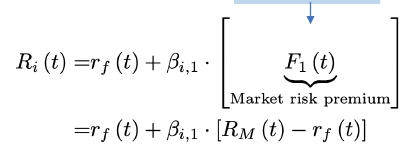 R_i (t) = r_f (t) + β_{i,1} · [ F_1 (t) ]
Market risk premium
= r_f (t) + β_{i,1} · [R_M (t) − r_f (t)]